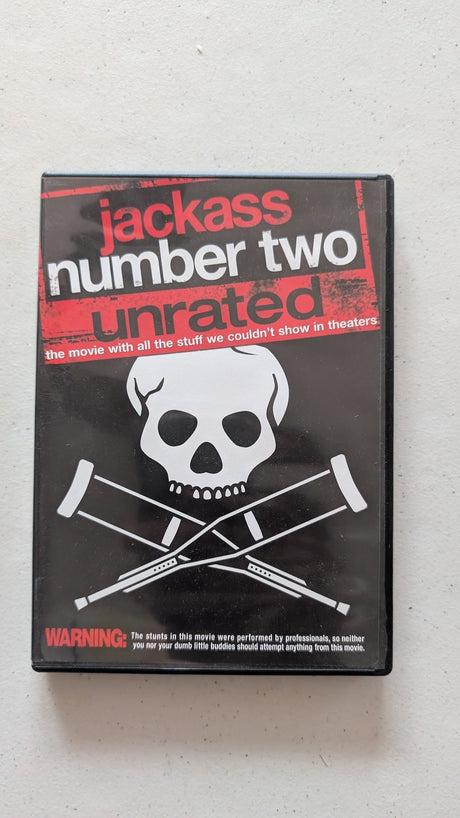 jackass
number two
unrated
the movie with all the stuff we couldn't show in theaters
WARNING: The stunts in this movie were performed by professionals, so neither
you nor your dumb little buddies should attempt anything from this movie.